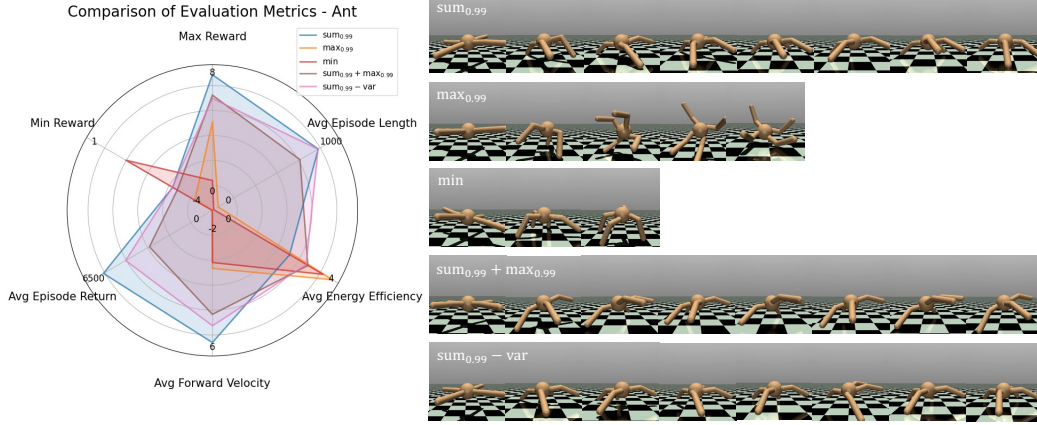 Comparison of Evaluation Metrics - Ant
Max Reward
sum0.99
max0.99
min
sum0.99 + max0.99
sum0.99 − var
8
Min Reward
1
Avg Episode Length
1000
0
-4
0
0
0
-2
6500
Avg Episode Return
4
Avg Energy Efficiency
6
Avg Forward Velocity
sum0.99
max0.99
min
sum0.99 + max0.99
sum0.99 − var